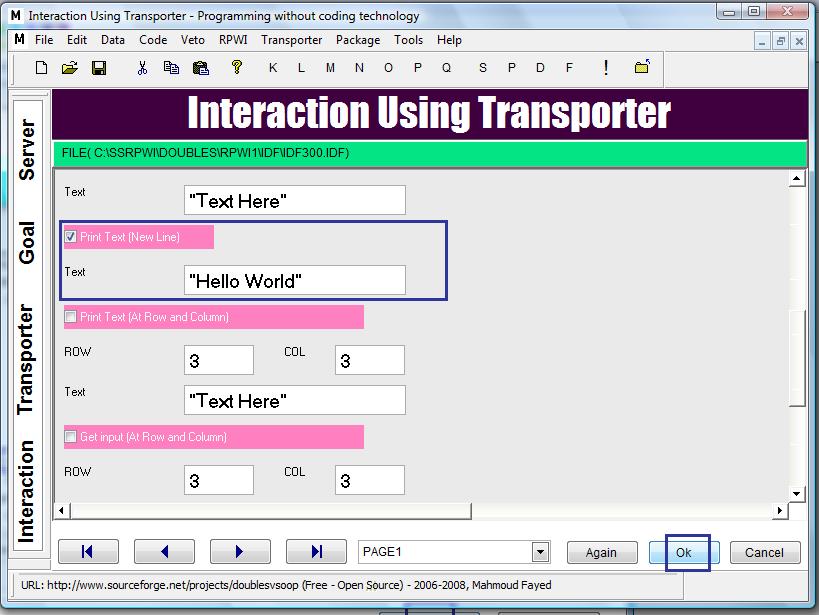 M Interaction Using Transporter - Programming without coding technology
M File Edit Data Code Veto RPWI Transporter Package Tools Help
K L M N O P Q S P D F !
Interaction Using Transporter
FILE( C:\SSRPWI\DOUBLES\RPWI1\IDF\IDF300.IDF)
Server
Goal
Transporter
Interaction
Text "Text Here"
Print Text (New Line)
Text "Hello World"
Print Text (At Row and Column)
ROW 3 COL 3
Text "Text Here"
Get input (At Row and Column)
ROW 3 COL 3
PAGE1 Again Ok Cancel
URL: http://www.sourceforge.net/projects/doublesvsoop (Free - Open Source) - 2006-2008, Mahmoud Fayed